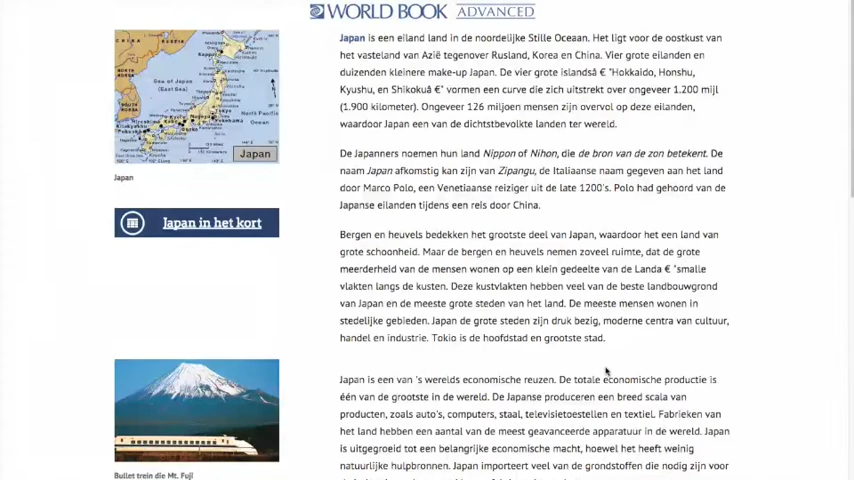 WORLD BOOK ADVANCED
Japan is een eiland land in de noordelijke Stille Oceaan. Het ligt voor de oostkust van
het vasteland van Azië tegenover Rusland, Korea en China. Vier grote eilanden en
duizenden kleinere make-up Japan. De vier grote islandsâ € "Hokkaido, Honshu,
Kyushu, en Shikokuâ €" vormen een curve die zich uitstrekt over ongeveer 1.200 mijl
(1.900 kilometer). Ongeveer 126 miljoen mensen zijn overvol op deze eilanden,
waardoor Japan een van de dichtstbevolkte landen ter wereld.
CHINA
RUSSIA
NORTH KOREA
Sea of Japan
(East Sea)
SOUTH KOREA
Tokyo
North Pacific
Ocean
Japan
Japan
De Japanners noemen hun land Nippon of Nihon, die de bron van de zon betekent. De
naam Japan afkomstig kan zijn van Zipangu, de Italiaanse naam gegeven aan het land
door Marco Polo, een Venetiaanse reiziger uit de late 1200's. Polo had gehoord van de
Japanse eilanden tijdens een reis door China.
Japan in het kort
Bergen en heuvels bedekken het grootste deel van Japan, waardoor het een land van
grote schoonheid. Maar de bergen en heuvels nemen zoveel ruimte, dat de grote
meerderheid van de mensen wonen op een klein gedeelte van de Landa € "smalle
vlakten langs de kusten. Deze kustvlakten hebben veel van de beste landbouwgrond
van Japan en de meeste grote steden van het land. De meeste mensen wonen in
stedelijke gebieden. Japan de grote steden zijn druk bezig, moderne centra van cultuur,
handel en industrie. Tokio is de hoofdstad en grootste stad.
Japan is een van 's werelds economische reuzen. De totale economische productie is
één van de grootste in de wereld. De Japanse produceren een breed scala van
producten, zoals auto's, computers, staal, televisietoestellen en textiel. Fabrieken van
het land hebben een aantal van de meest geavanceerde apparatuur in de wereld. Japan
is uitgegroeid tot een belangrijke economische macht, hoewel het heeft weinig
natuurlijke hulpbronnen. Japan importeert veel van de grondstoffen die nodig zijn voor
Bullet trein die Mt. Fuji